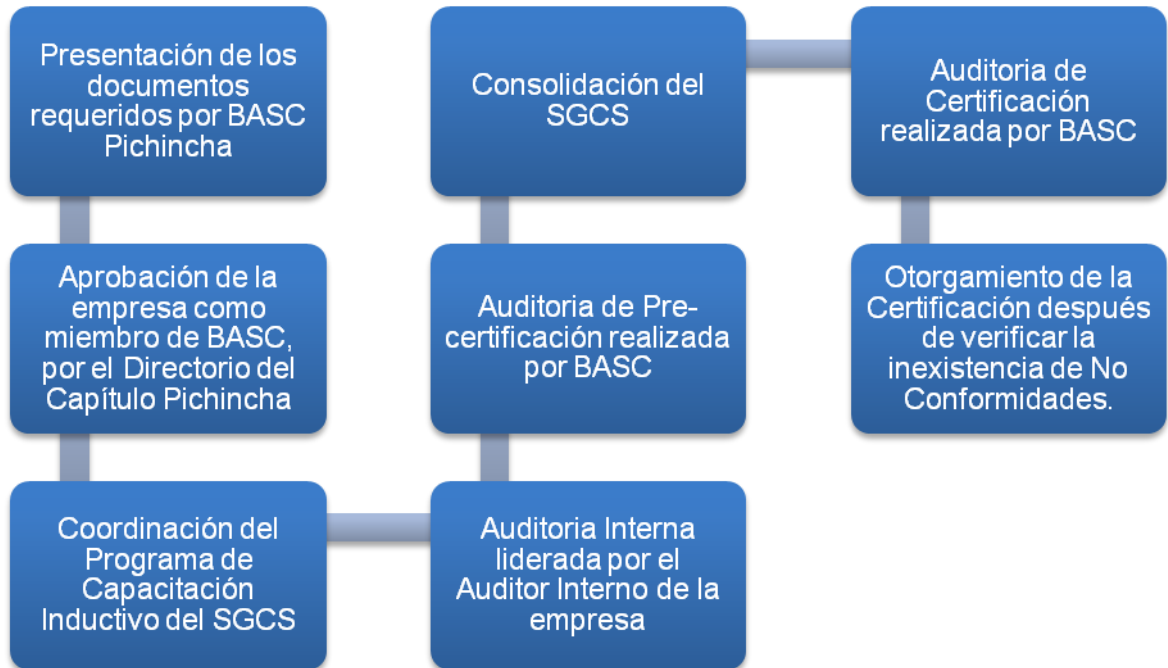 Presentación de los
documentos
requeridos por BASC
Pichincha
Aprobación de la
empresa como
miembro de BASC,
por el Directorio del
Capítulo Pichincha
Coordinación del
Programa de
Capacitación
Inductivo del SGCS
Auditoria Interna
liderada por el
Auditor Interno de la
empresa
Auditoria de Pre-
certificación realizada
por BASC
Consolidación del
SGCS
Auditoria de
Certificación
realizada por BASC
Otorgamiento de la
Certificación después
de verificar la
inexistencia de No
Conformidades.